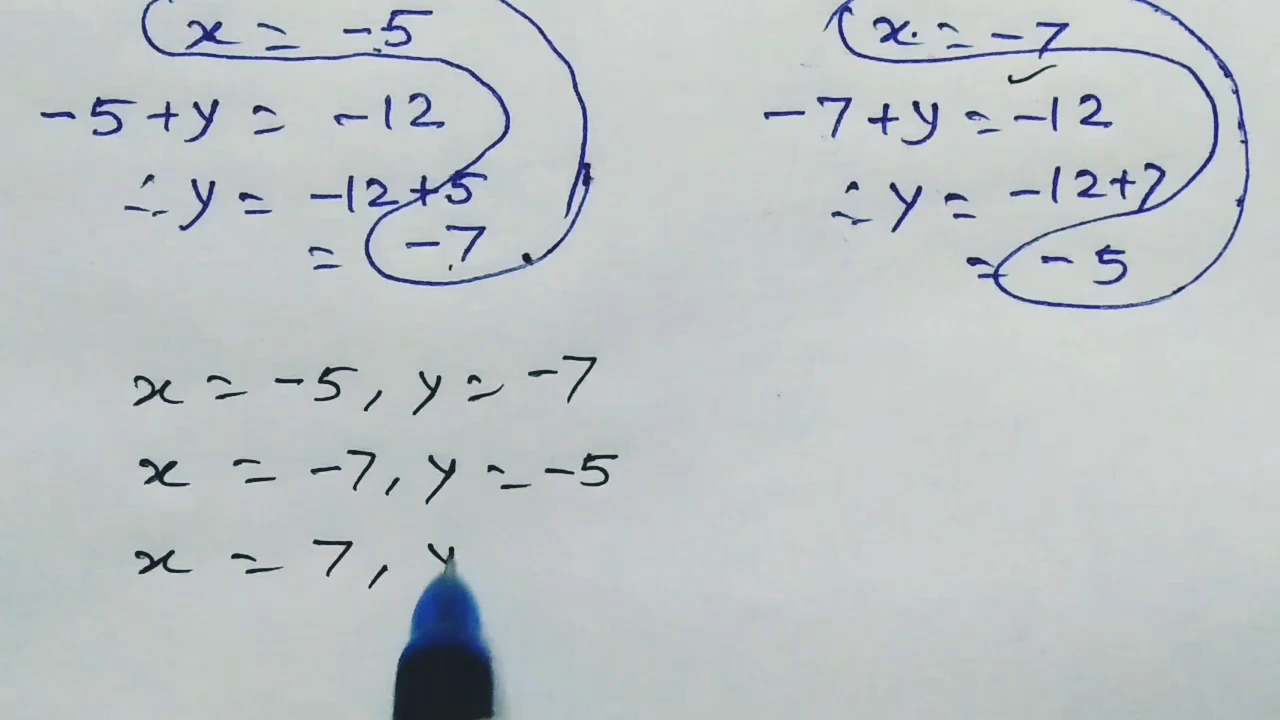 x = -5
-5 + y = -12
∴ y = -12 + 5
= -7
x = -7
-7 + y = -12
∴ y = -12 + 7
= -5
x = -5, y = -7
x = -7, y = -5
x = 7, y